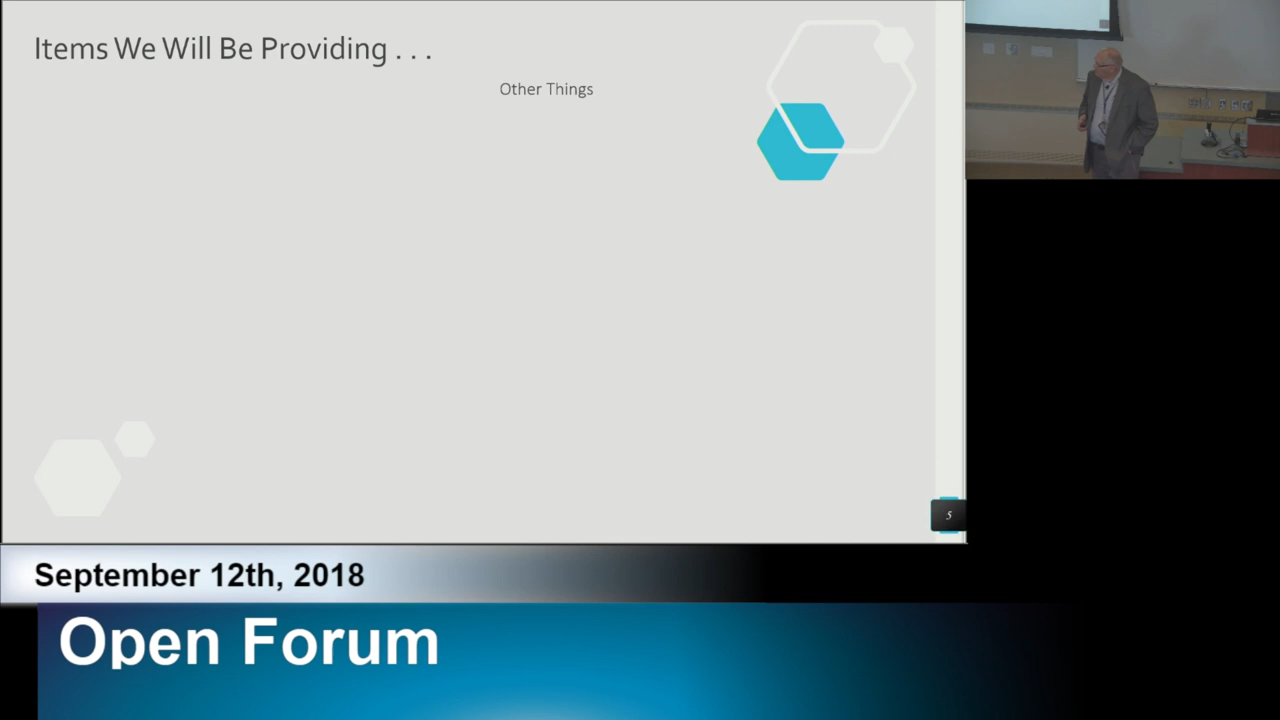 Items We Will Be Providing . . .
Other Things
5
September 12th, 2018
Open Forum